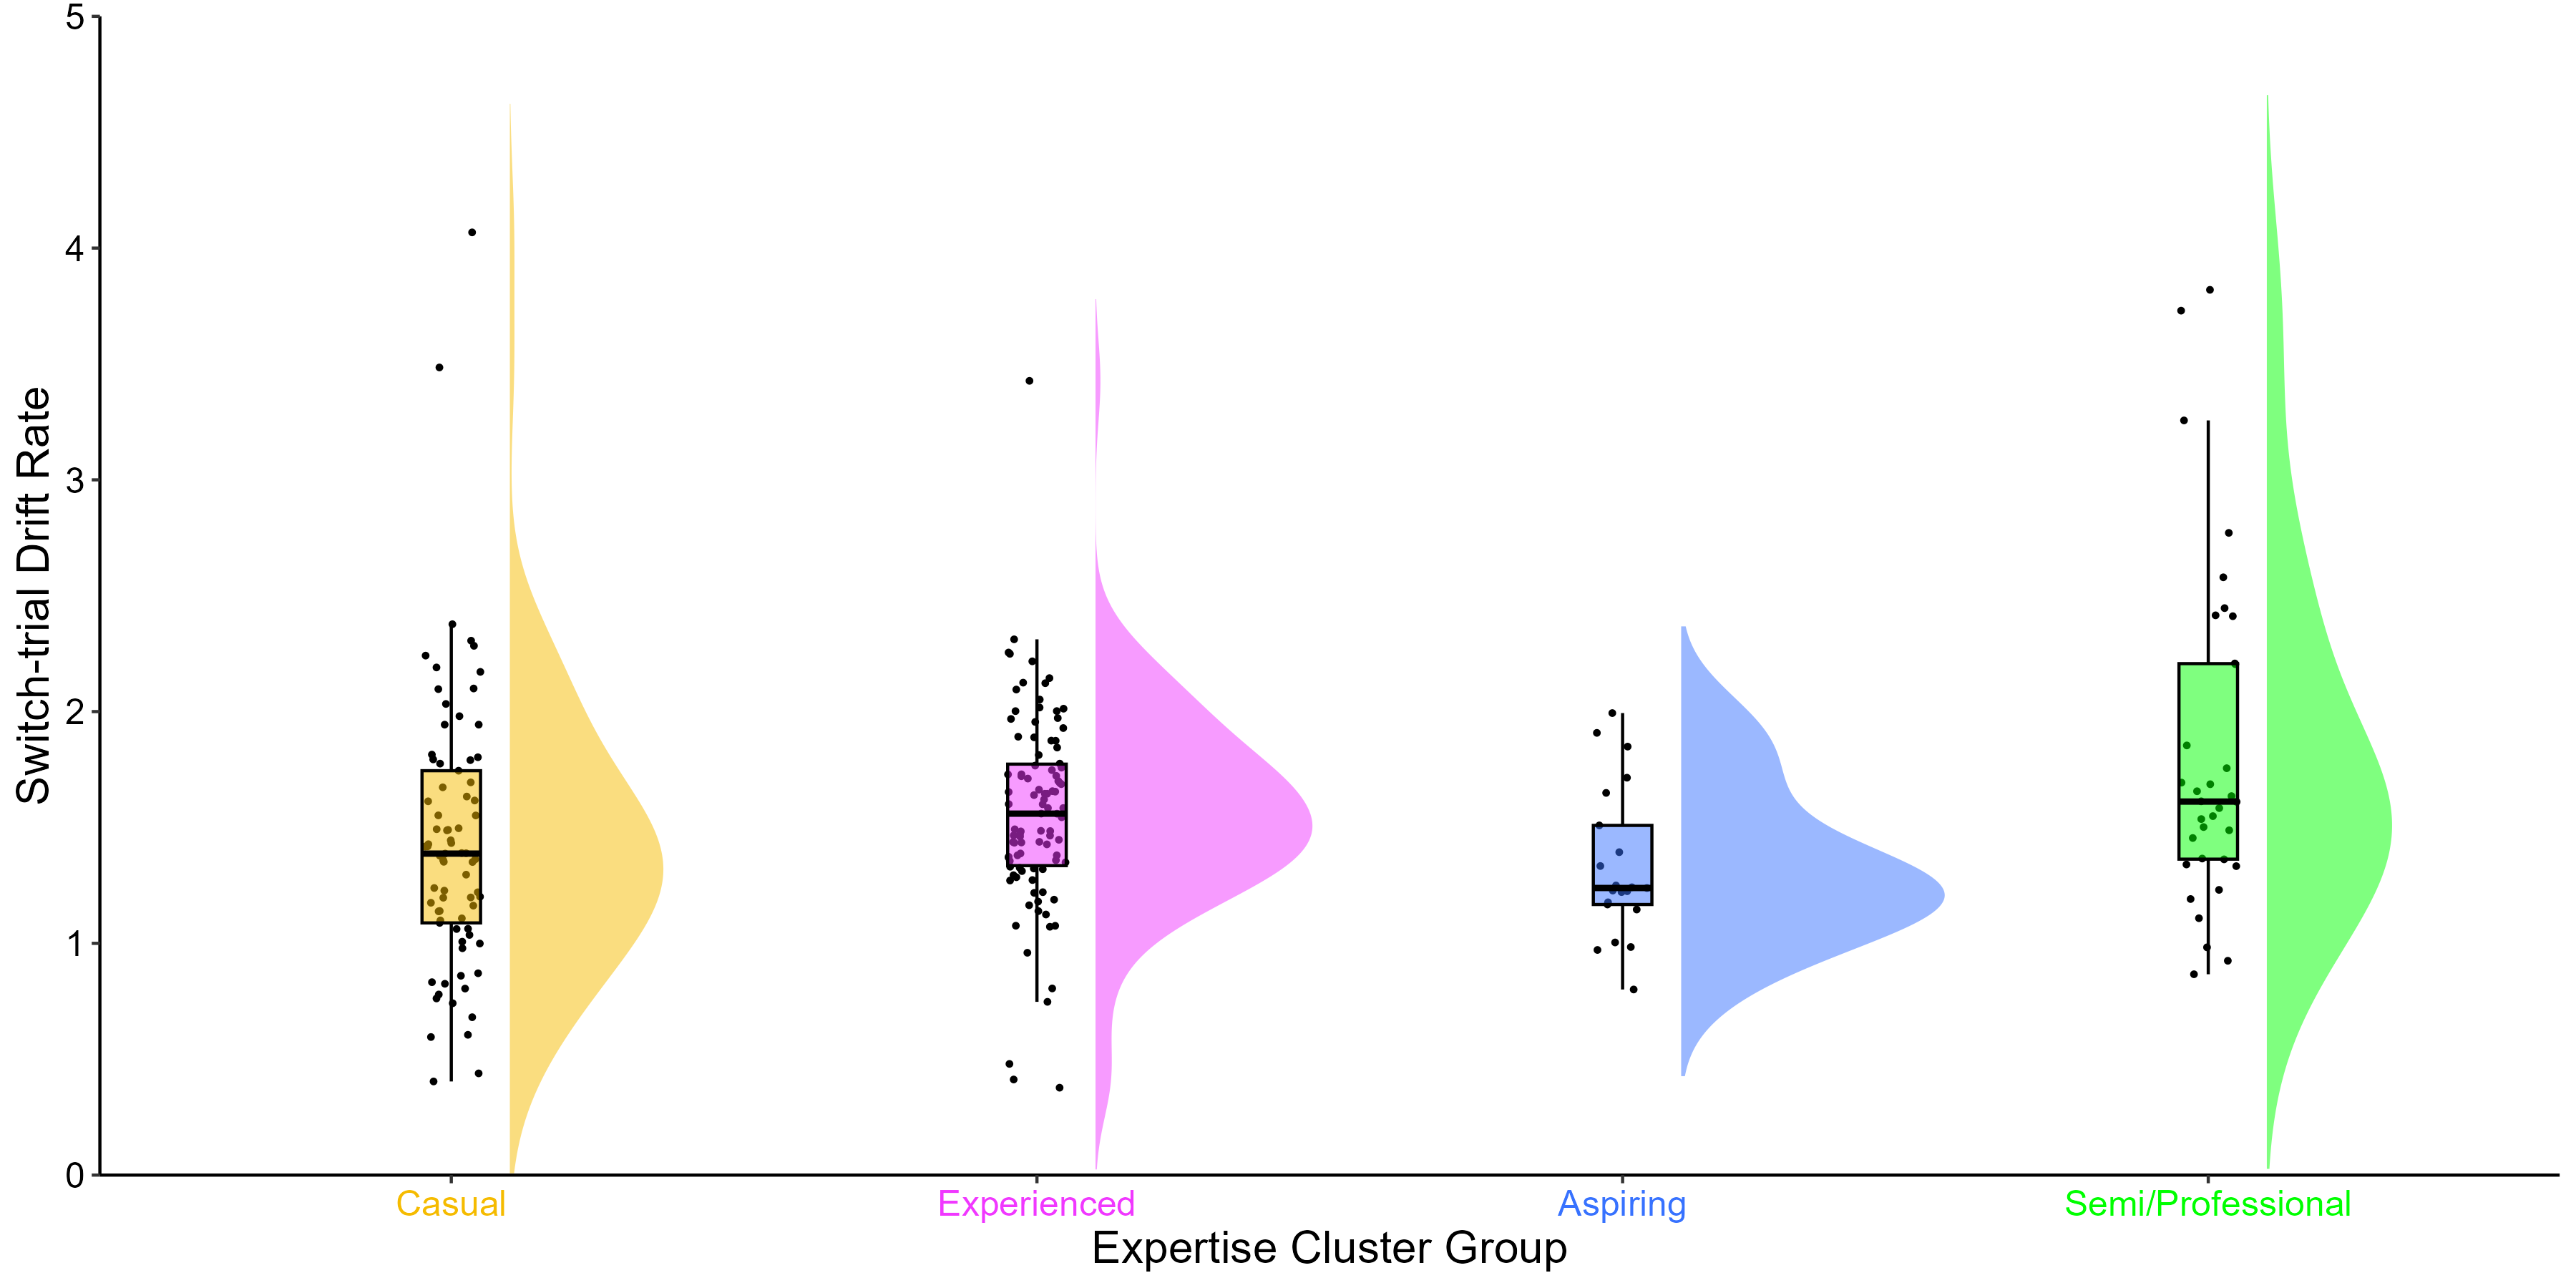 5
4
3
2
1
0
Switch-trial Drift Rate
Casual
Experienced
Aspiring
Semi/Professional
Expertise Cluster Group